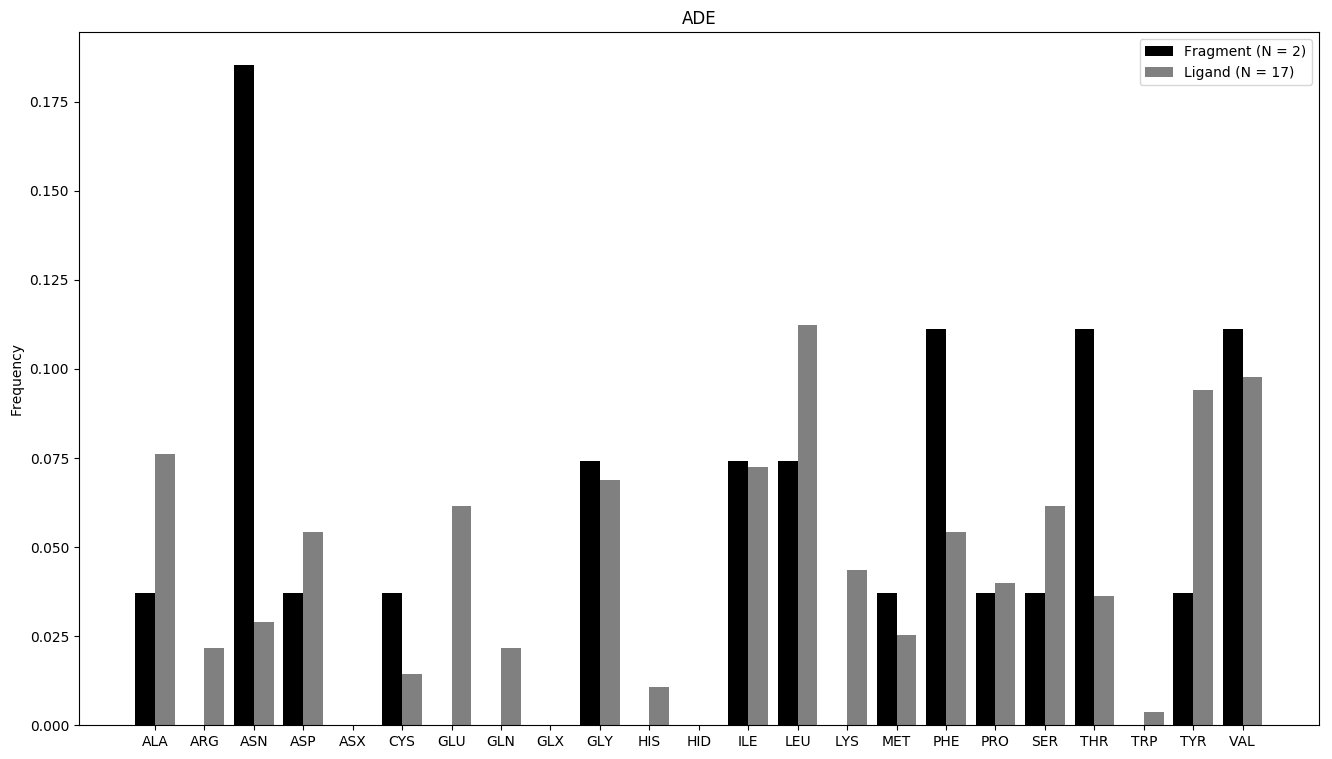 ADE
Fragment (N = 2)
Ligand (N = 17)
Frequency
0.175
0.150
0.125
0.100
0.075
0.050
0.025
0.000
ALA ARG ASN ASP ASX CYS GLU GLN GLX GLY HIS HID ILE LEU LYS MET PHE PRO SER THR TRP TYR VAL